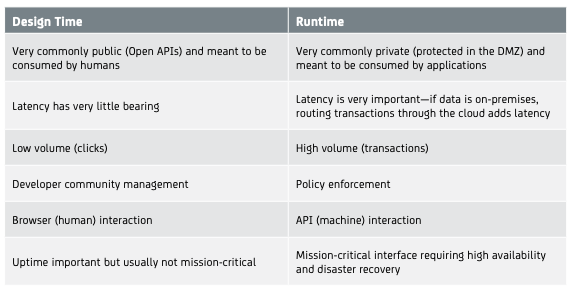 Design Time
Runtime
Very commonly public (Open APIs) and meant to be
consumed by humans
Very commonly private (protected in the DMZ) and
meant to be consumed by applications
Latency has very little bearing
Latency is very important—if data is on-premises,
routing transactions through the cloud adds latency
Low volume (clicks)
High volume (transactions)
Developer community management
Policy enforcement
Browser (human) interaction
API (machine) interaction
Uptime important but usually not mission-critical
Mission-critical interface requiring high availability
and disaster recovery